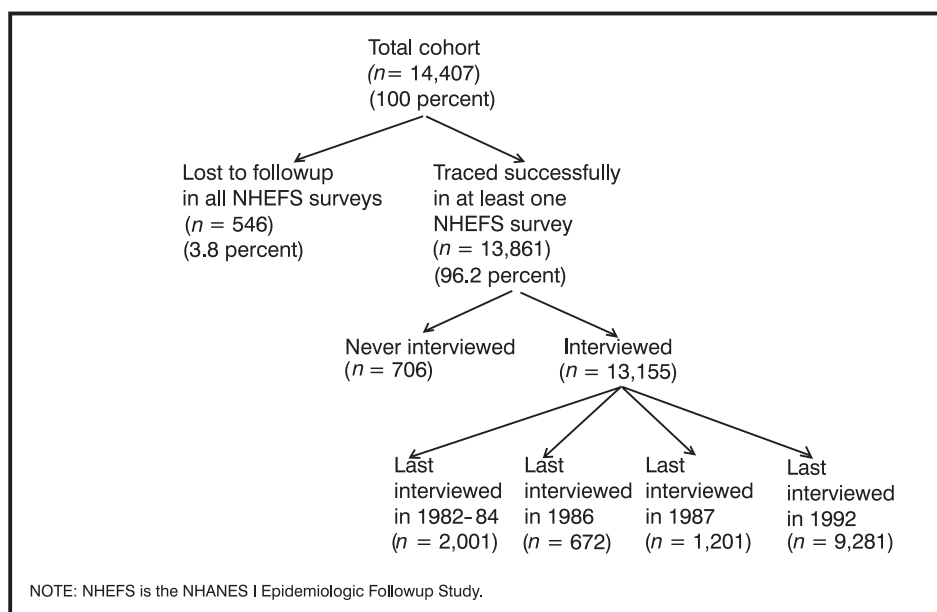 Total cohort
(n= 14,407)
(100 percent)
Lost to followup
in all NHEFS surveys
(n = 546)
(3.8 percent)
Traced successfully
in at least one
NHEFS survey
(n = 13,861)
(96.2 percent)
Never interviewed
(n = 706)
Interviewed
(n = 13,155)
Last
interviewed
in 1982-84
(n = 2,001)
Last
interviewed
in 1986
(n = 672)
Last
interviewed
in 1987
(n = 1,201)
Last
interviewed
in 1992
(n = 9,281)
NOTE: NHEFS is the NHANES I Epidemiologic Followup Study.